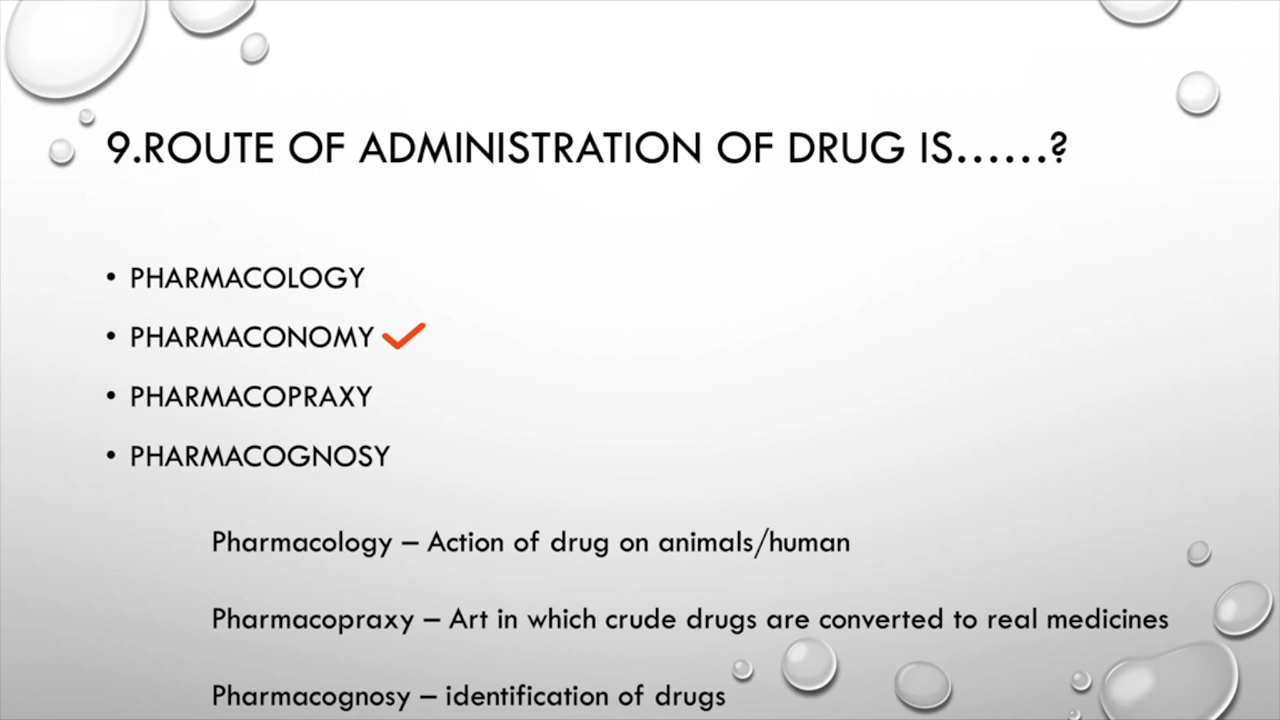 9.ROUTE OF ADMINISTRATION OF DRUG IS......?
• PHARMACOLOGY
• PHARMACONOMY
• PHARMACOPRAXY
• PHARMACOGNOSY
Pharmacology – Action of drug on animals/human
Pharmacopraxy – Art in which crude drugs are converted to real medicines
Pharmacognosy – identification of drugs